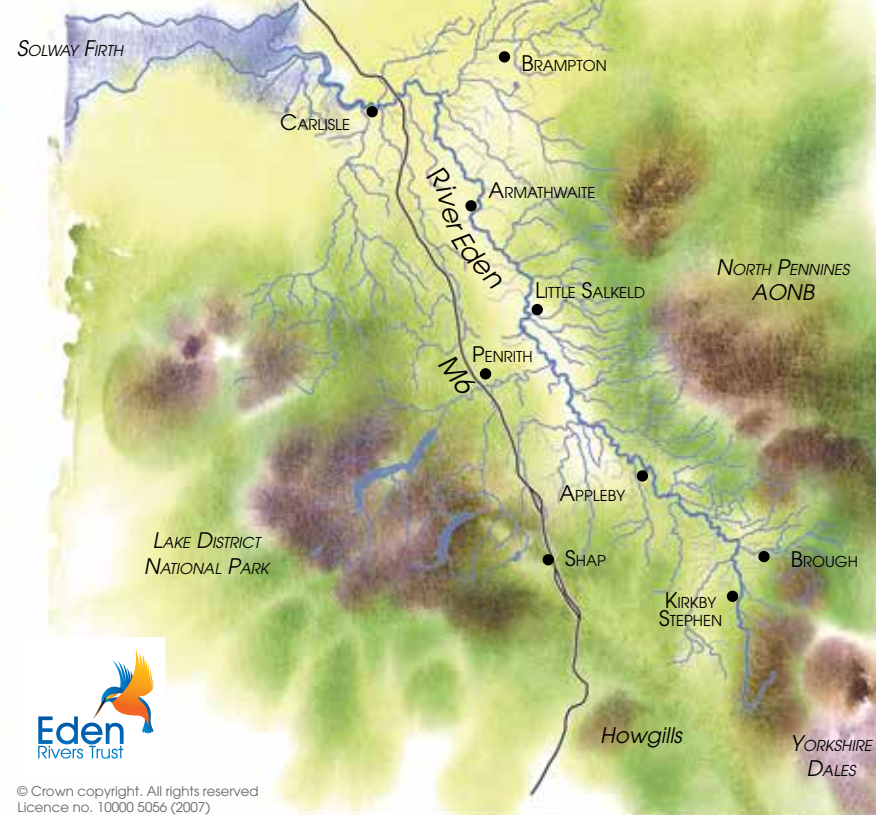 SOLWAY FIRTH
BRAMPTON
CARLISLE
River Eden
ARMATHWAITE
NORTH PENNINES
AONB
LITTLE SALKELD
PENRITH
M6
APPLEBY
LAKE DISTRICT
NATIONAL PARK
SHAP
BROUGH
KIRKBY
STEPHEN
Howgills
YORKSHIRE
DALES
Eden
Rivers Trust
© Crown copyright. All rights reserved
Licence no. 10000 5056 (2007)